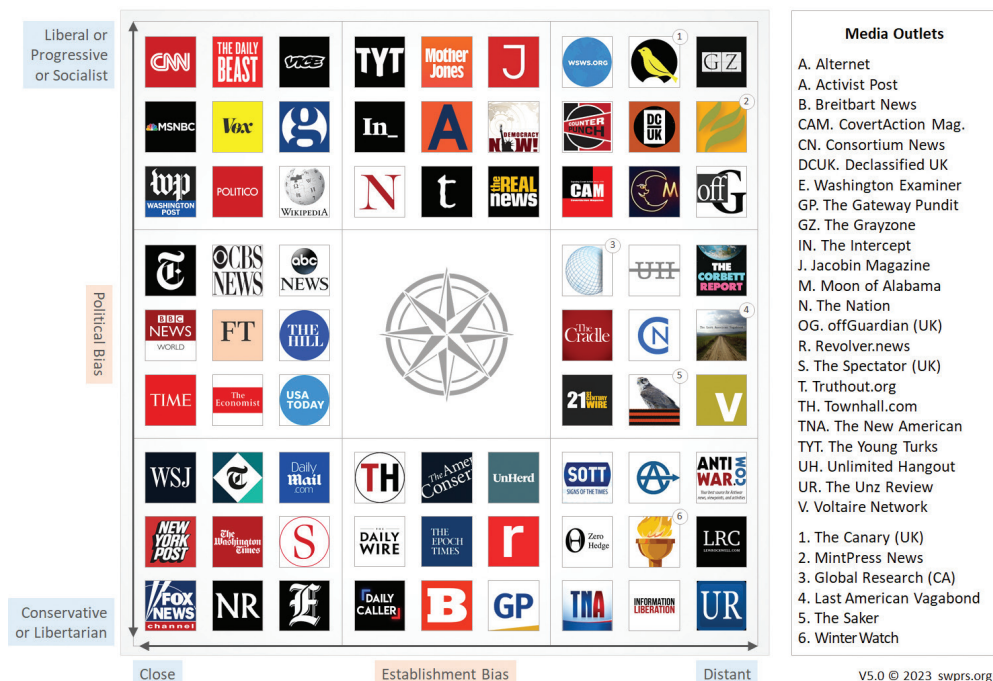 Liberal or
Progressive
or Socialist
Political Bias
Conservative
or Libertarian
CNN
THE DAILY
BEAST
VICE
TYT
Mother
Jones
J
WSWS.ORG
1
GZ
MSNBC
Vox
g
In_
A
DEMOCRACY
NOW!
COUNTER
PUNCH
DC
UK
2
wp
WASHINGTON
POST
POLITICO
WIKIPEDIA
N
t
the REAL
news
CAM
M
off G
T
CBS
NEWS
abc
NEWS
3
UH
THE
CORBETT
REPORT
BBC
NEWS
WORLD
FT
THE
HILL
The
Cradle
CN
4
TIME
The
Economist
USA
TODAY
21ST
CENTURY
WIRE
5
V
WSJ
T
Daily
Mail
.com
TH
The Amer
Conserv
UnHerd
SOTT
SIGNS OF THE TIMES
A
ANTI
WAR.COM
NEW
YORK
POST
The
Washington
Times
S
THE
DAILY
WIRE
THE
EPOCH
TIMES
r
Zero
Hedge
6
LRC
LEWROCKWELL.COM
FOX
NEWS
channel
NR
E
DAILY
CALLER
B
GP
TNA
INFORMATION
LIBERATION
UR
Close
Establishment Bias
Distant
Media Outlets
A. Alternet
A. Activist Post
B. Breitbart News
CAM. CovertAction Mag.
CN. Consortium News
DCUK. Declassified UK
E. Washington Examiner
GP. The Gateway Pundit
GZ. The Grayzone
IN. The Intercept
J. Jacobin Magazine
M. Moon of Alabama
N. The Nation
OG. offGuardian (UK)
R. Revolver.news
S. The Spectator (UK)
T. Truthout.org
TH. Townhall.com
TNA. The New American
TYT. The Young Turks
UH. Unlimited Hangout
UR. The Unz Review
V. Voltaire Network
1. The Canary (UK)
2. MintPress News
3. Global Research (CA)
4. Last American Vagabond
5. The Saker
6. Winter Watch
V5.0 © 2023 swprs.org